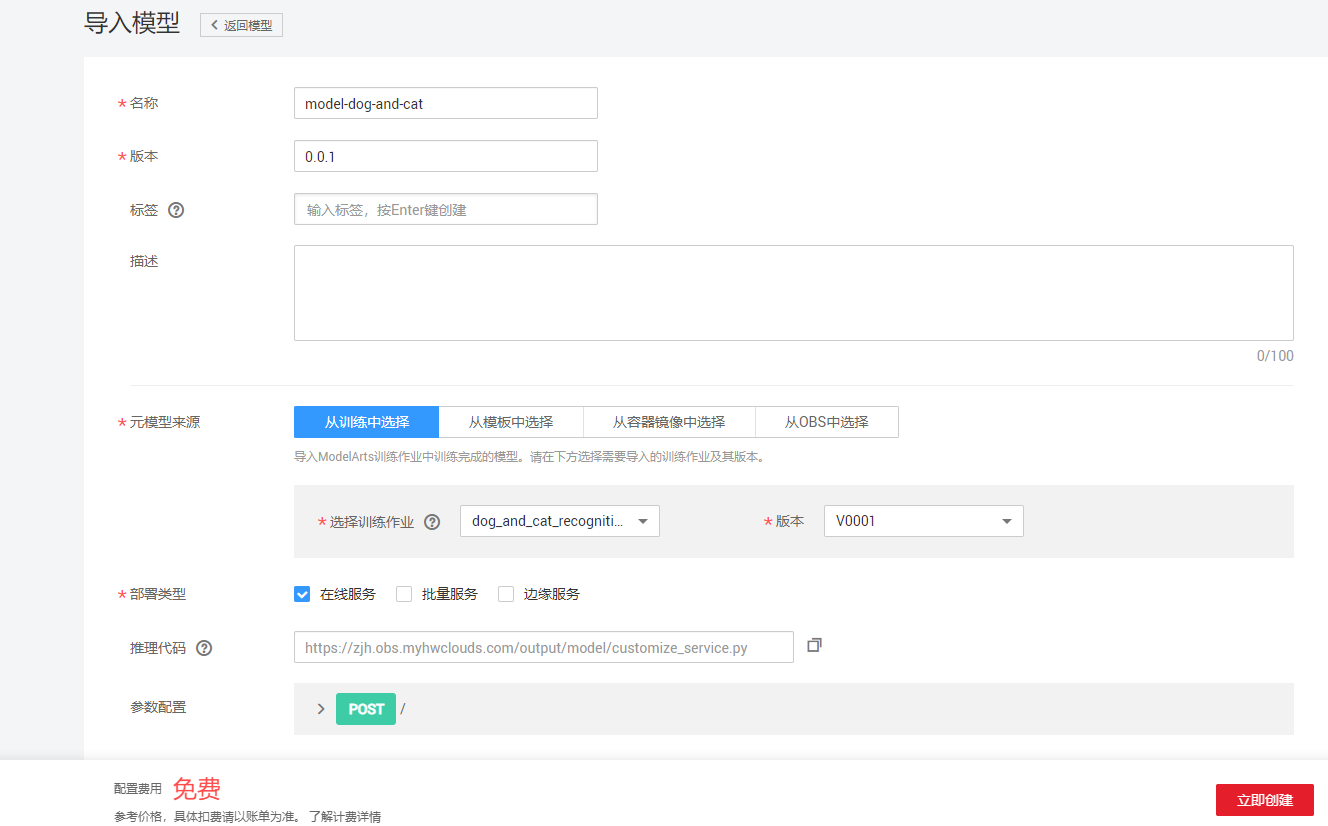 导入模型 返回模型
* 名称 model-dog-and-cat
* 版本 0.0.1
标签 ? 输入标签，按Enter键创建
描述
0/100
* 元模型来源 从训练中选择 从模板中选择 从容器镜像中选择 从OBS中选择
导入ModelArts训练作业中训练完成的模型。请在下方选择需要导入的训练作业及其版本。
* 选择训练作业 ? dog_and_cat_recogniti... * 版本 V0001
* 部署类型 在线服务 批量服务 边缘服务
推理代码 ? https://zjh.obs.myhwclouds.com/output/model/customize_service.py
参数配置 POST /
配置费用 免费
参考价格，具体扣费请以账单为准。 了解计费详情
立即创建